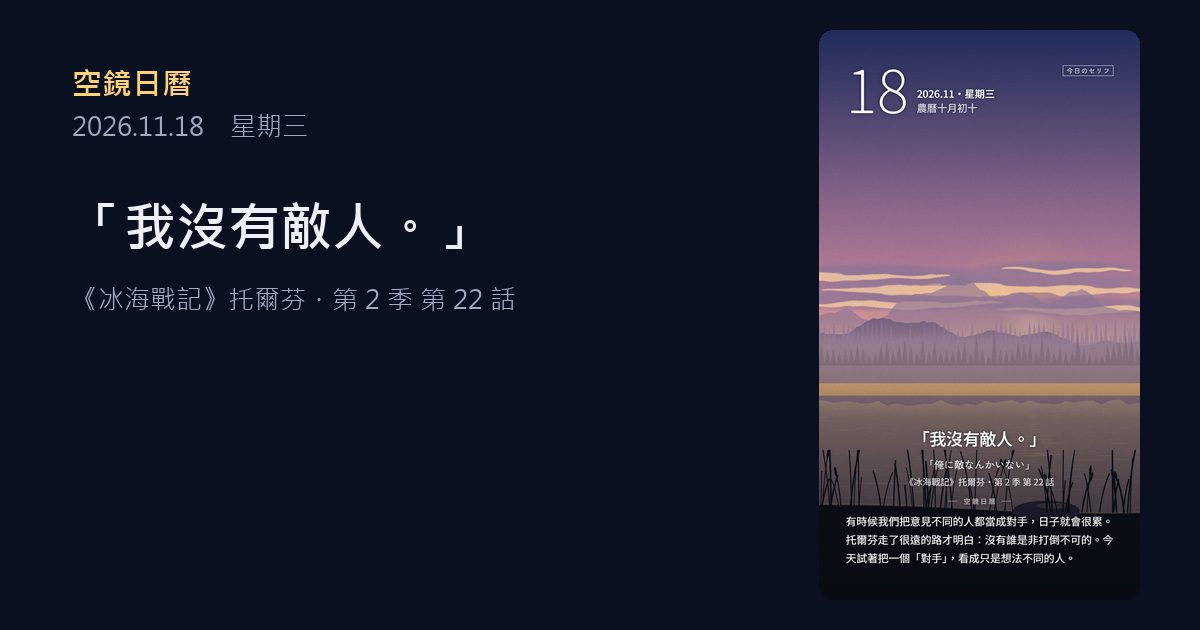 空鏡日曆
2026.11.18 星期三
「我沒有敵人。」
《冰海戰記》托爾芬·第 2 季 第 22 話
18
2026.11·星期三
農曆十月初十
今日のセリフ
「我沒有敵人。」
「俺に敵なんかいない」
《冰海戰記》托爾芬·第 2 季 第 22 話
— 空鏡日曆 —
有時候我們把意見不同的人都當成對手，日子就會很累。
托爾芬走了很遠的路才明白：沒有誰是非打倒不可的。今
天試著把一個「對手」，看成只是想法不同的人。